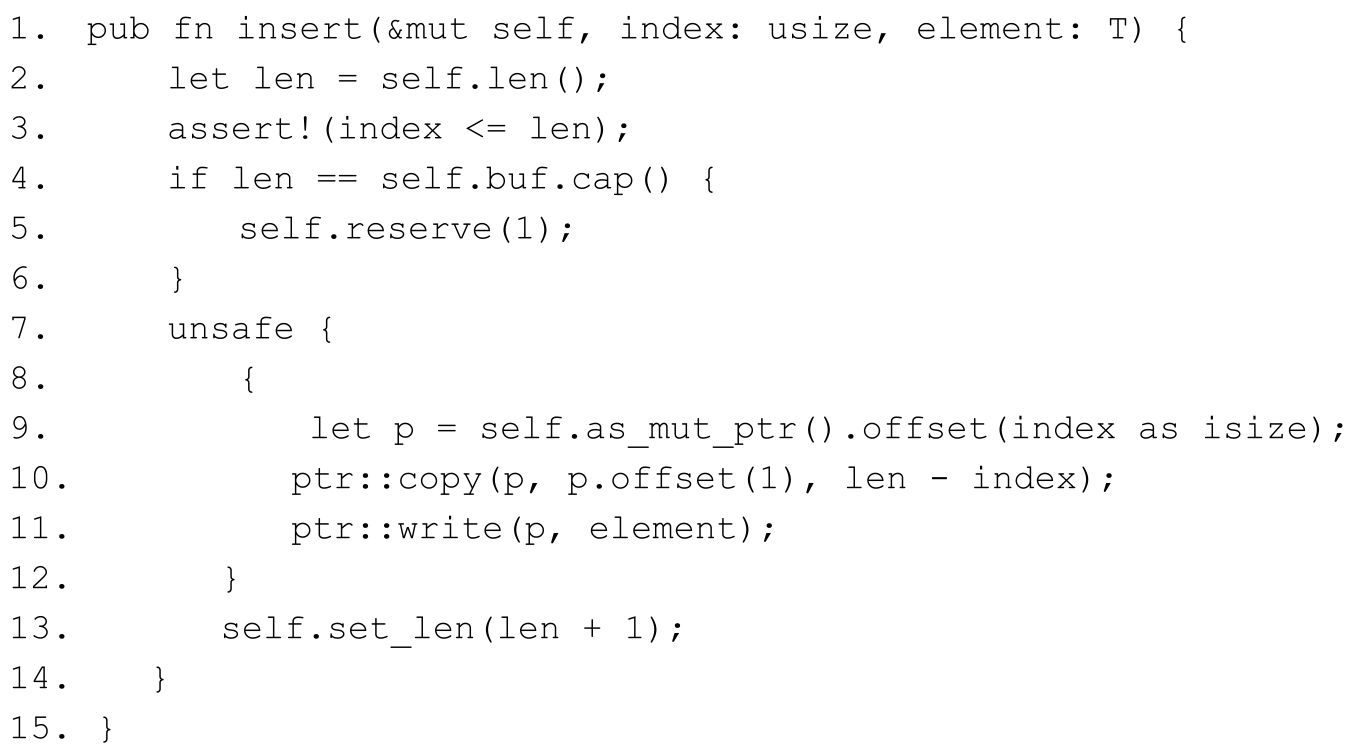 1. pub fn insert(&mut self, index: usize, element: T) {
2.     let len = self.len();
3.     assert!(index <= len);
4.     if len == self.buf.cap() {
5.         self.reserve(1);
6.     }
7.     unsafe {
8.         {
9.             let p = self.as_mut_ptr().offset(index as isize);
10.            ptr::copy(p, p.offset(1), len - index);
11.            ptr::write(p, element);
12.        }
13.        self.set_len(len + 1);
14.    }
15. }